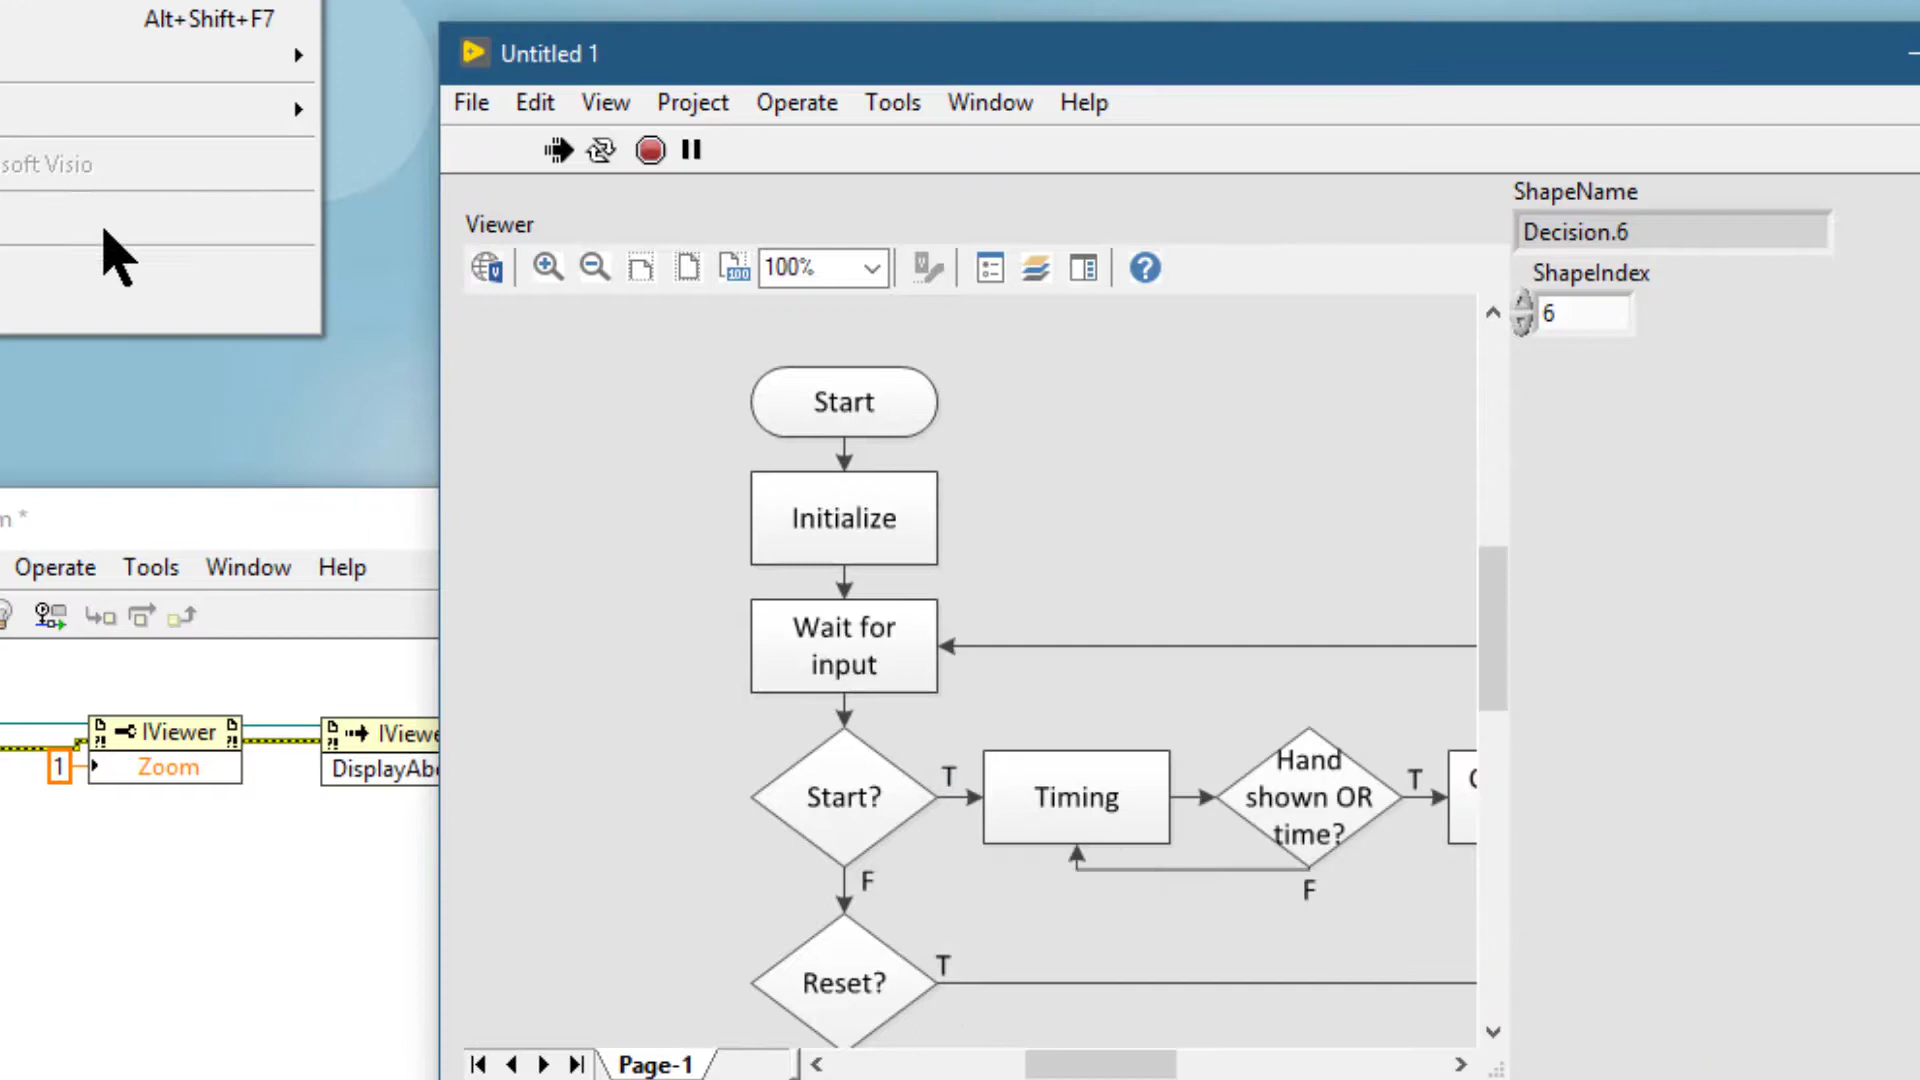 Alt+Shift+F7
soft Visio
Untitled 1
File Edit View Project Operate Tools Window Help
Viewer
100%
ShapeName
Decision.6
ShapeIndex
6
Start
Initialize
Wait for
input
Start?
T
Timing
Hand
shown OR
time?
T
F
F
Reset?
T
Page-1
m *
Operate Tools Window Help
IViewer
1
Zoom
IViewe
DisplayAb